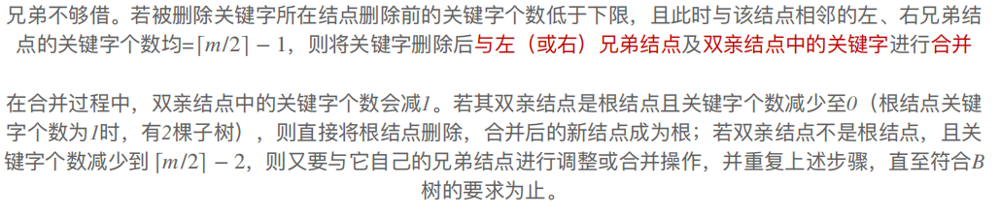 兄弟不够借。若被删除关键字所在结点删除前的关键字个数低于下限，且此时与该结点相邻的左、右兄弟结
点的关键字个数均=⌈m/2⌉ − 1，则将关键字删除后与左（或右）兄弟结点及双亲结点中的关键字进行合并
在合并过程中，双亲结点中的关键字个数会减1。若其双亲结点是根结点且关键字个数减少至0（根结点关键
字个数为1时，有2棵子树），则直接将根结点删除，合并后的新结点成为根；若双亲结点不是根结点，且关
键字个数减少到 ⌈m/2⌉ − 2，则又要与它自己的兄弟结点进行调整或合并操作，并重复上述步骤，直至符合B
树的要求为止。